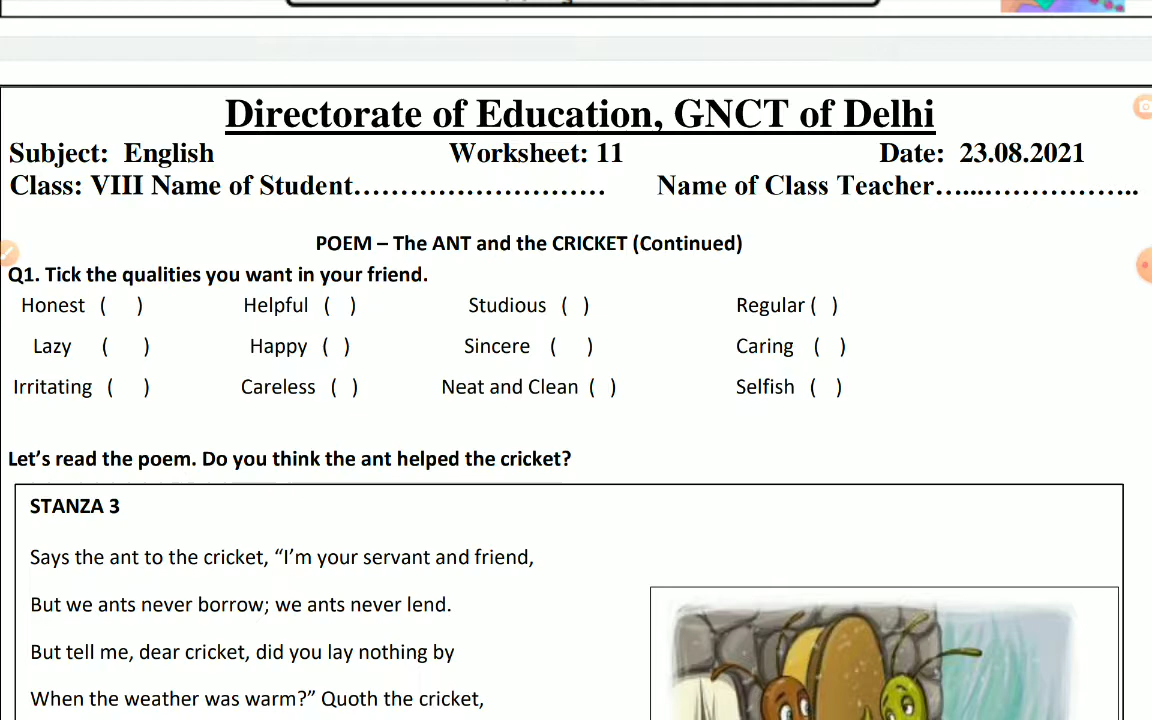 Directorate of Education, GNCT of Delhi
Subject: English Worksheet: 11 Date: 23.08.2021
Class: VIII Name of Student……………………… Name of Class Teacher…...……………..
POEM – The ANT and the CRICKET (Continued)
Q1. Tick the qualities you want in your friend.
Honest ( ) Helpful ( ) Studious ( ) Regular ( )
Lazy ( ) Happy ( ) Sincere ( ) Caring ( )
Irritating ( ) Careless ( ) Neat and Clean ( ) Selfish ( )
Let’s read the poem. Do you think the ant helped the cricket?
STANZA 3
Says the ant to the cricket, “I’m your servant and friend,
But we ants never borrow; we ants never lend.
But tell me, dear cricket, did you lay nothing by
When the weather was warm?” Quoth the cricket,